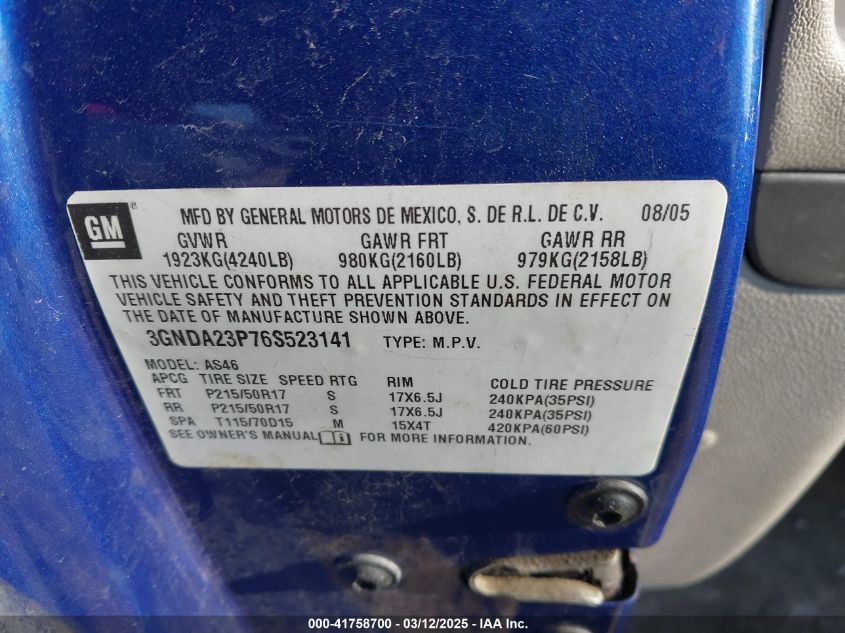 GM
MFD BY GENERAL MOTORS DE MEXICO, S. DE R.L. DE C.V. 08/05
GVWR GAWR FRT GAWR RR
1923KG(4240LB) 980KG(2160LB) 979KG(2158LB)
THIS VEHICLE CONFORMS TO ALL APPLICABLE U.S. FEDERAL MOTOR
VEHICLE SAFETY AND THEFT PREVENTION STANDARDS IN EFFECT ON
THE DATE OF MANUFACTURE SHOWN ABOVE.
3GNDA23P76S523141 TYPE: M.P.V.
MODEL: AS46
APCG TIRE SIZE SPEED RTG RIM COLD TIRE PRESSURE
FRT P215/50R17 S 17X6.5J 240KPA(35PSI)
RR P215/50R17 S 17X6.5J 240KPA(35PSI)
SPA T115/70D15 M 15X4T 420KPA(60PSI)
SEE OWNER'S MANUAL FOR MORE INFORMATION.
000-41758700 - 03/12/2025 - IAA Inc.